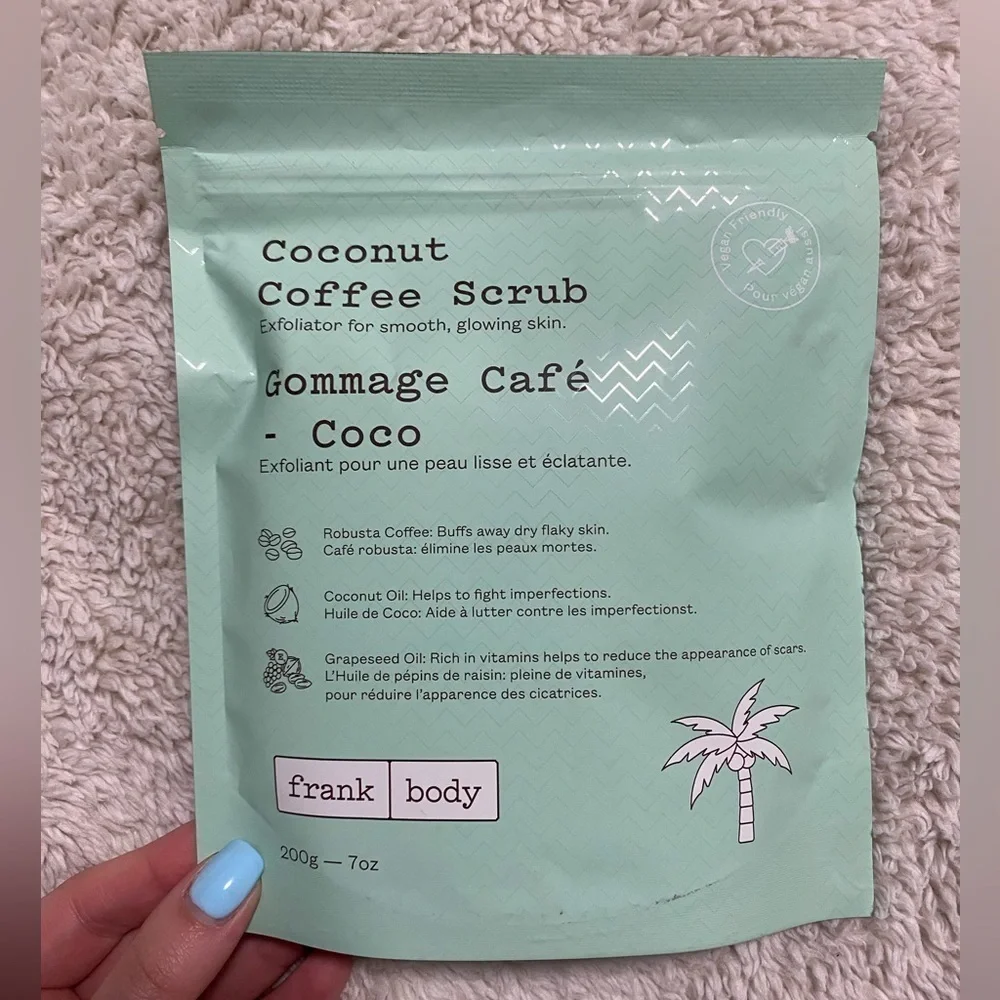 Vegan Friendly
Pour végan aussi
Coconut
Coffee Scrub
Exfoliator for smooth, glowing skin.
Gommage Café
- Coco
Exfoliant pour une peau lisse et éclatante.
Robusta Coffee: Buffs away dry flaky skin.
Café robusta: élimine les peaux mortes.
Coconut Oil: Helps to fight imperfections.
Huile de Coco: Aide à lutter contre les imperfectionst.
Grapeseed Oil: Rich in vitamins helps to reduce the appearance of scars.
L'Huile de pépins de raisin: pleine de vitamines,
pour réduire l'apparence des cicatrices.
frank body
200g — 7oz